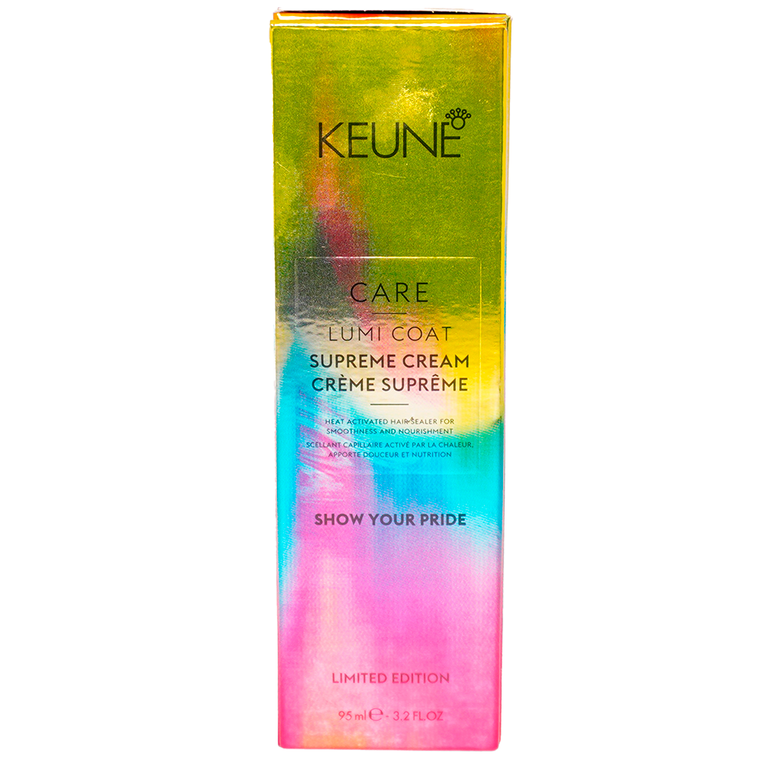 KEUNE
CARE
LUMI COAT
SUPREME CREAM
CRÈME SUPRÊME
HEAT ACTIVATED HAIR SEALER FOR
SMOOTHNESS AND NOURISHMENT
SCELLANT CAPILLAIRE ACTIVE PAR LA CHALEUR,
APPORTE DOUCEUR ET NUTRITION
SHOW YOUR PRIDE
LIMITED EDITION
95 ml ℮ - 3.2 FL.OZ